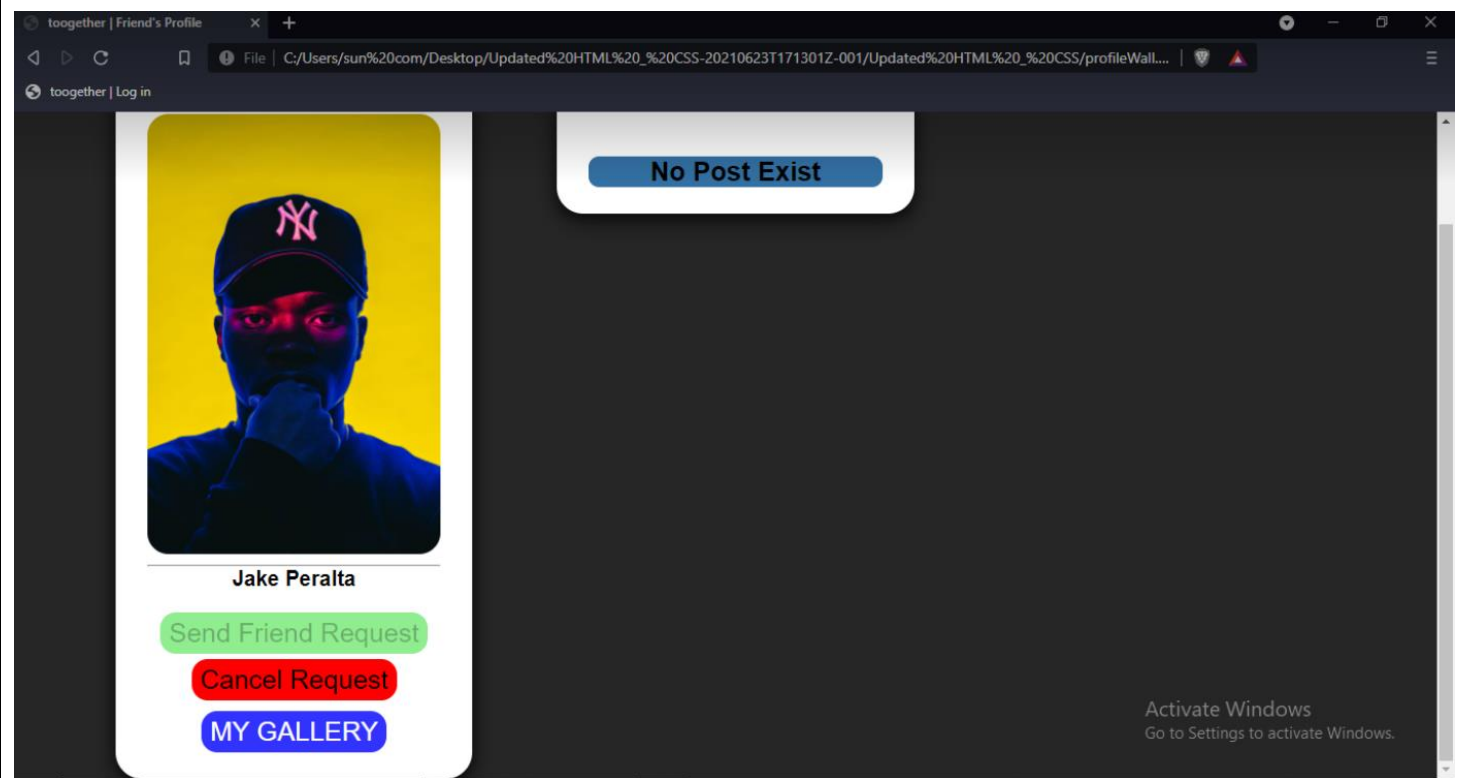 toogether | Friend's Profile
File | C:/Users/sun%20com/Desktop/Updated%20HTML%20_%20CSS-20210623T171301Z-001/Updated%20HTML%20_%20CSS/profileWall....
toogether | Log in
NY
No Post Exist
Jake Peralta
Send Friend Request
Cancel Request
MY GALLERY
Activate Windows
Go to Settings to activate Windows.